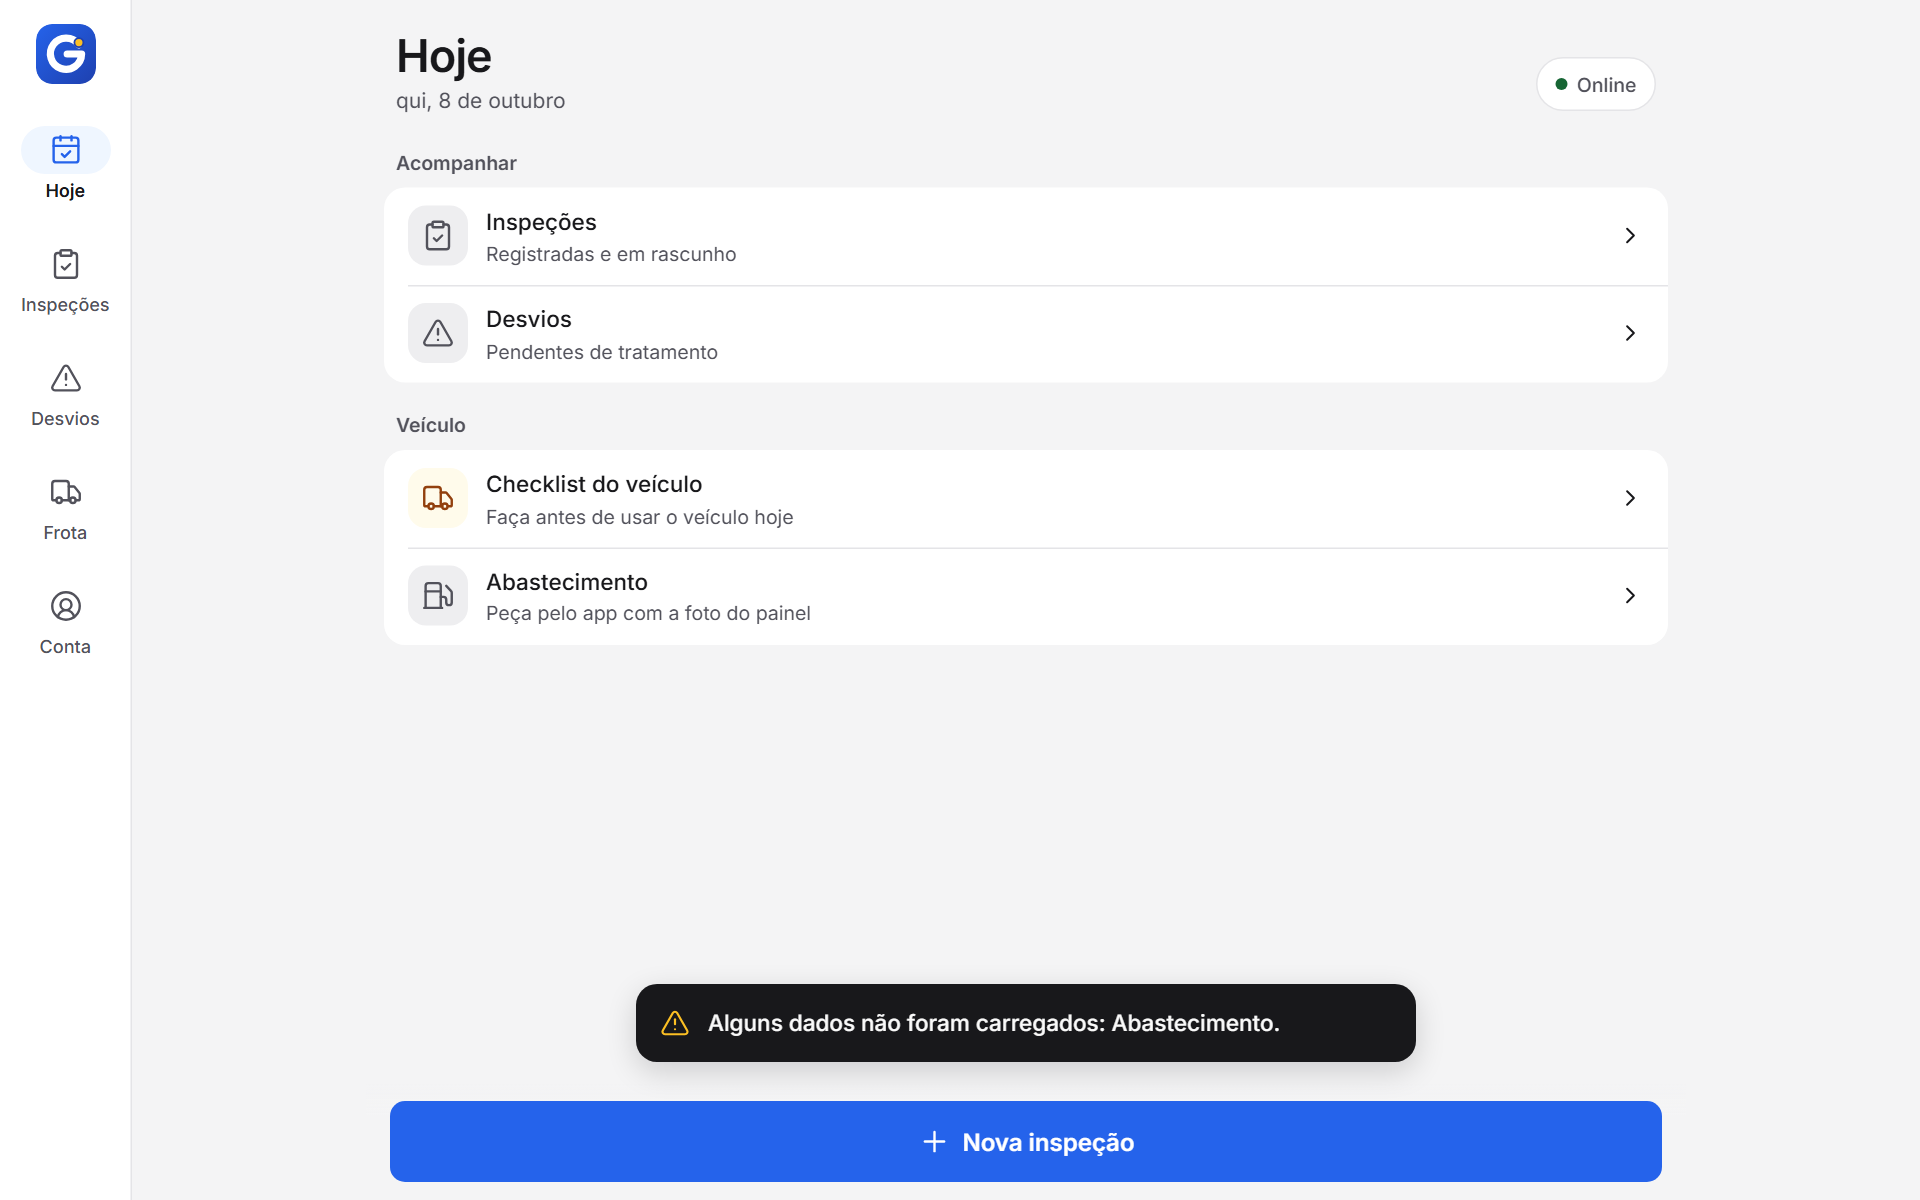 Hoje
qui, 8 de outubro
Online
Hoje
Inspeções
Desvios
Frota
Conta
Acompanhar
Inspeções
Registradas e em rascunho
Desvios
Pendentes de tratamento
Veículo
Checklist do veículo
Faça antes de usar o veículo hoje
Abastecimento
Peça pelo app com a foto do painel
Alguns dados não foram carregados: Abastecimento.
Nova inspeção